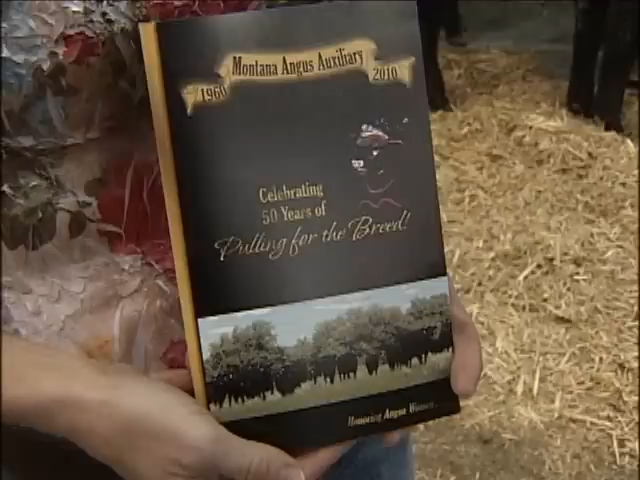 Montana Angus Auxiliary
1960 2010
Celebrating
50 Years of
Pulling for the Breed!
Honoring Angus Women